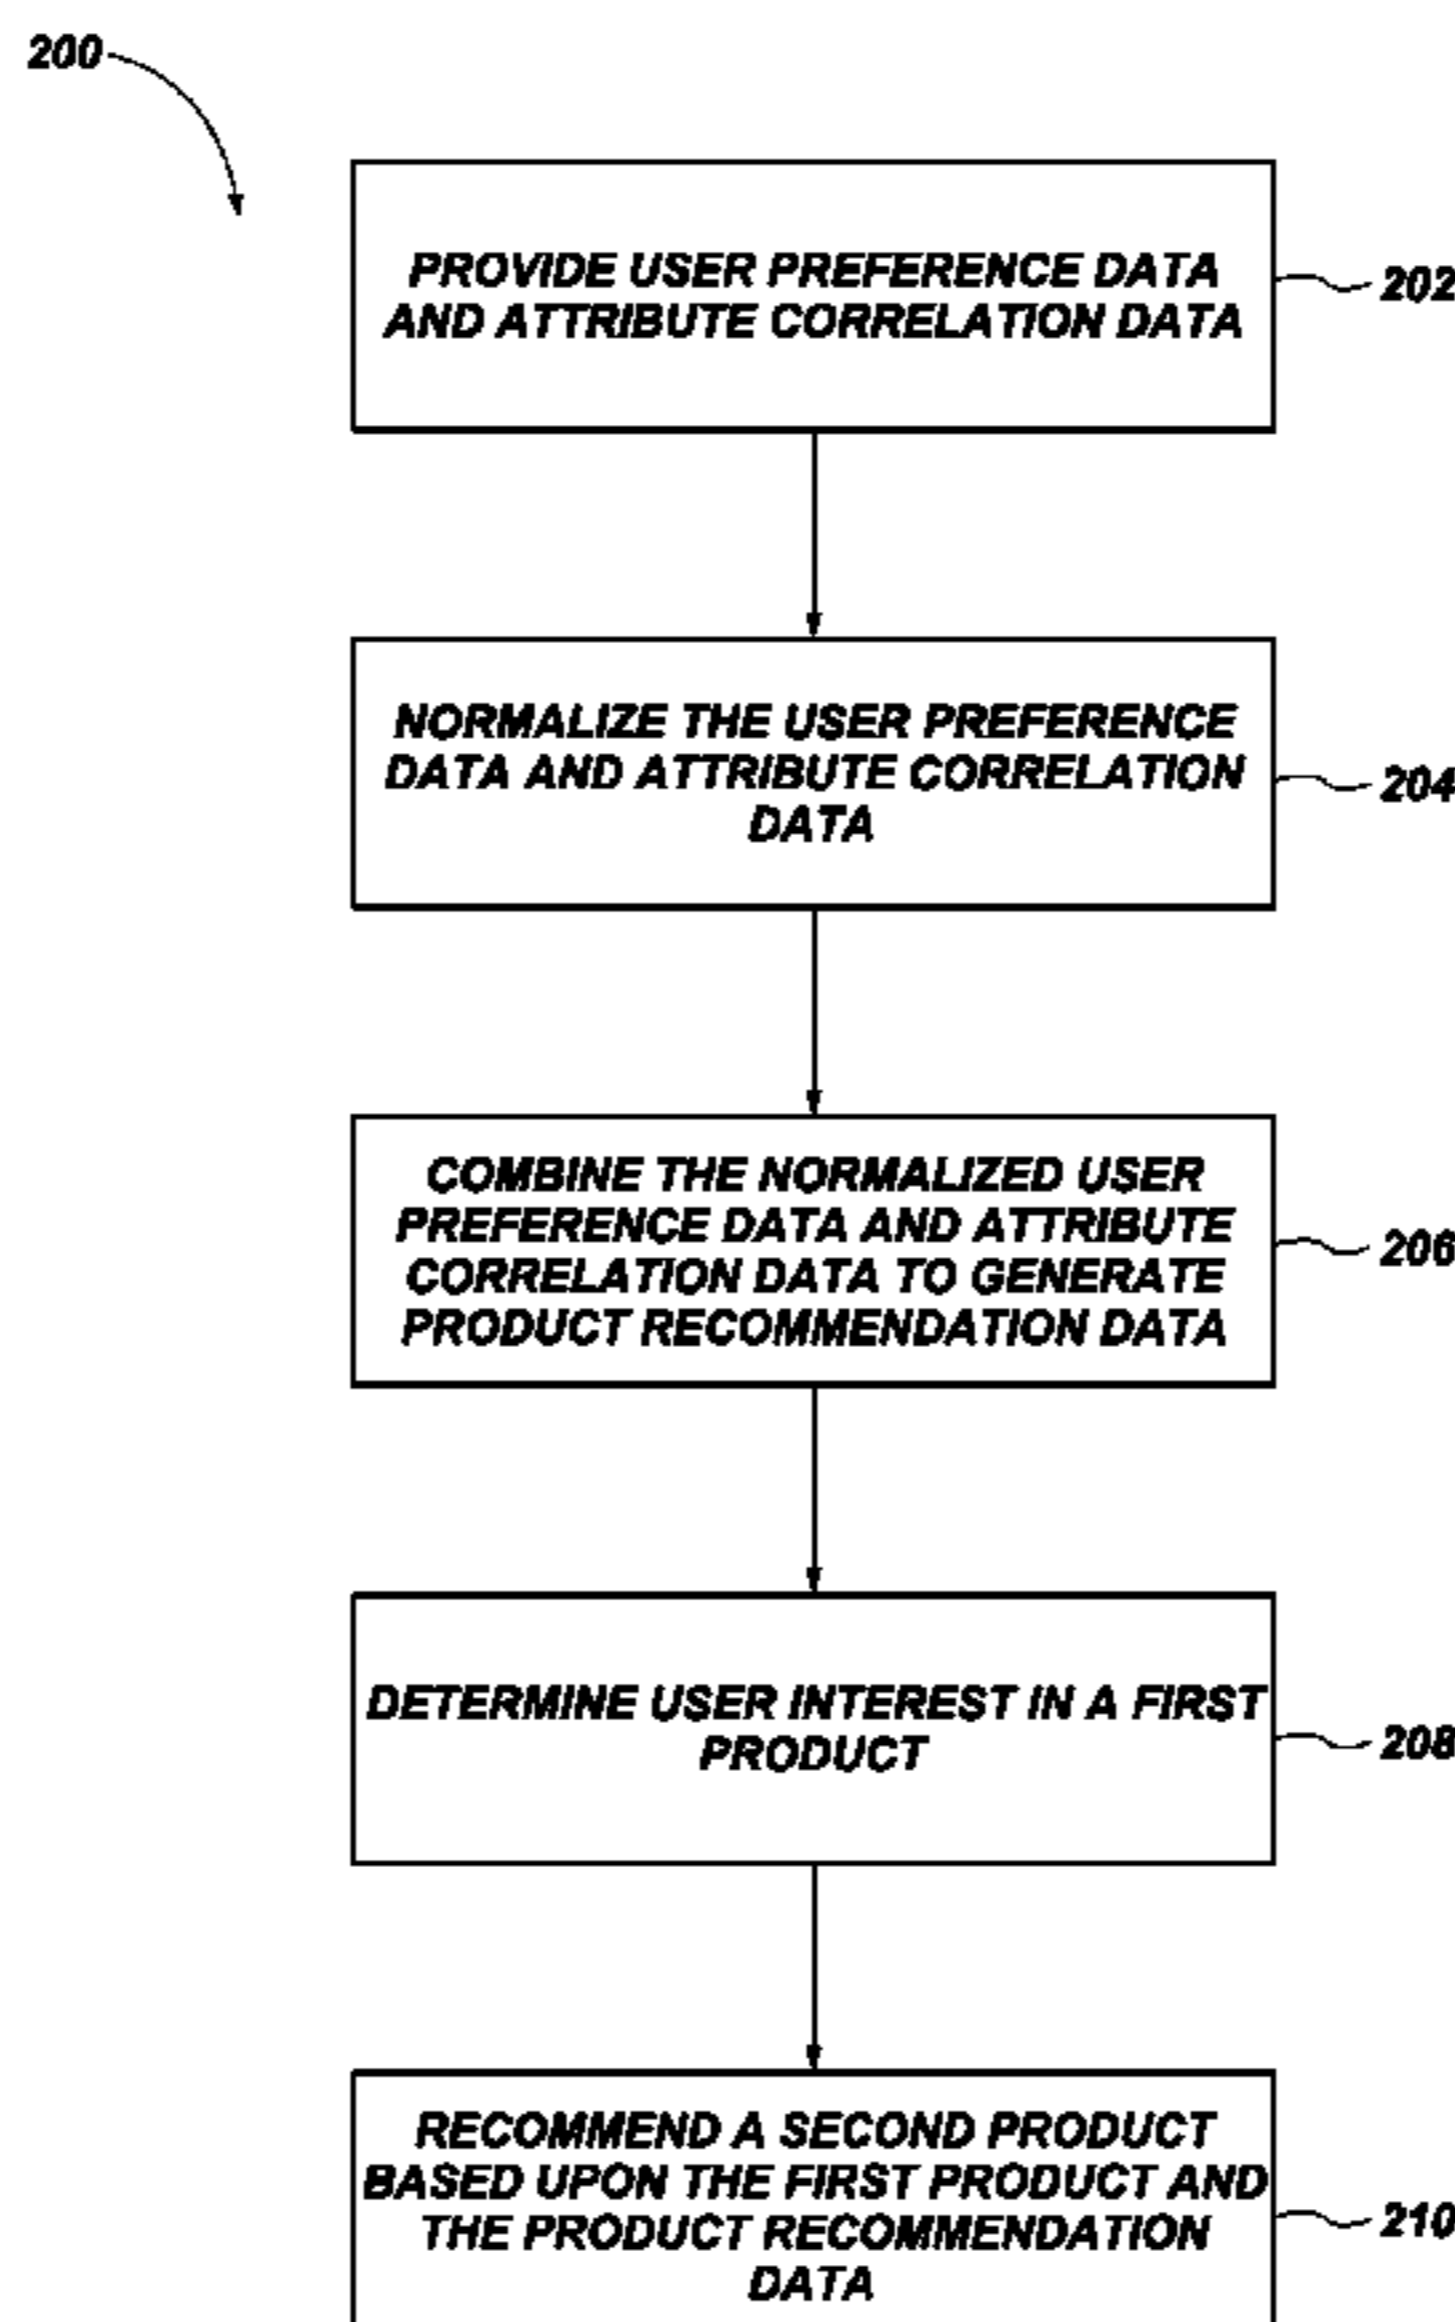 200
PROVIDE USER PREFERENCE DATA
AND ATTRIBUTE CORRELATION DATA
202
NORMALIZE THE USER PREFERENCE
DATA AND ATTRIBUTE CORRELATION
DATA
204
COMBINE THE NORMALIZED USER
PREFERENCE DATA AND ATTRIBUTE
CORRELATION DATA TO GENERATE
PRODUCT RECOMMENDATION DATA
206
DETERMINE USER INTEREST IN A FIRST
PRODUCT
208
RECOMMEND A SECOND PRODUCT
BASED UPON THE FIRST PRODUCT AND
THE PRODUCT RECOMMENDATION
DATA
210